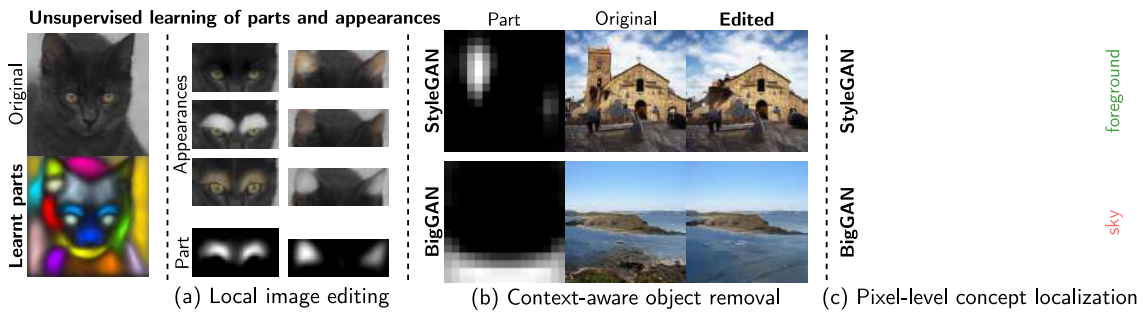 Unsupervised learning of parts and appearances
Original
Learnt parts
Appearances
Part
(a) Local image editing
Part
Original
Edited
StyleGAN
BigGAN
(b) Context-aware object removal
StyleGAN
BigGAN
foreground
sky
(c) Pixel-level concept localization